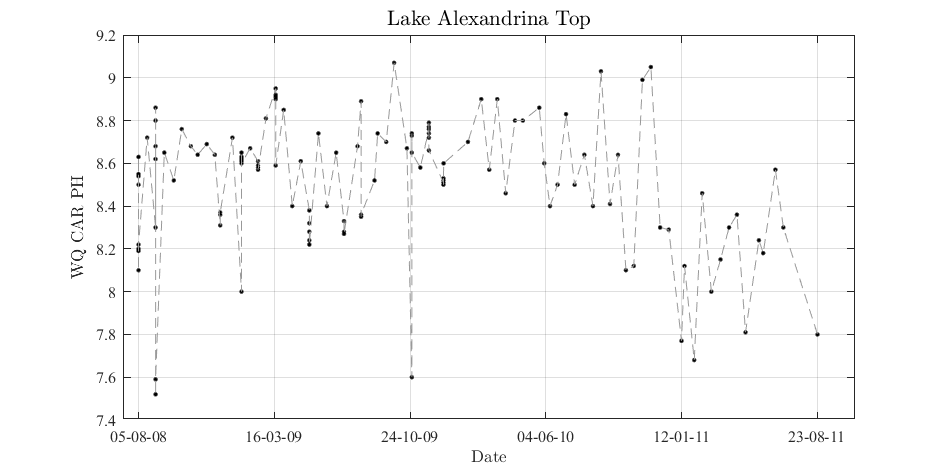 Lake Alexandrina Top
9.2
9
8.8
8.6
8.4
8.2
8
7.8
7.6
7.4
WQ CAR PH
05-08-08 16-03-09 24-10-09 04-06-10 12-01-11 23-08-11
Date